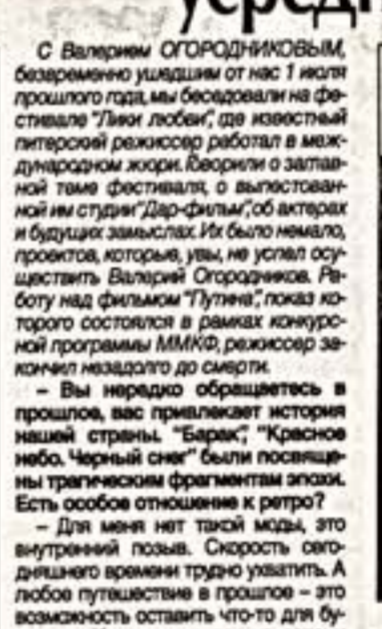 усредн
С Валерием ОГОРОДНИКОВЫМ,
безвременно ушедшим от нас 1 июля
прошлого года, мы беседовали на фе-
стивале "Лики любви", где известный
питерский режиссер работал в меж-
дународном жюри. Говорили о заглав-
ной теме фестиваля, о выпестован-
ной им студии "Дар-фильм", об актерах
и будущих замыслах. Их было немало,
проектов, которые, увы, не успел осу-
ществить Валерий Огородников. Ра-
боту над фильмом "Путина", показ ко-
торого состоялся в рамках конкурс-
ной программы ММКФ, режиссер за-
кончил незадолго до смерти.
– Вы нередко обращаетесь в
прошлое, вас привлекает история
нашей страны. "Барак", "Красное
небо. Черный снег" были посвяще-
ны трагическим фрагментам эпохи.
Есть особое отношение к ретро?
– Для меня нет такой моды, это
внутренний позыв. Скорость сего-
дняшнего времени трудно ухватить. А
любое путешествие в прошлое – это
возможность оставить что-то для бу-